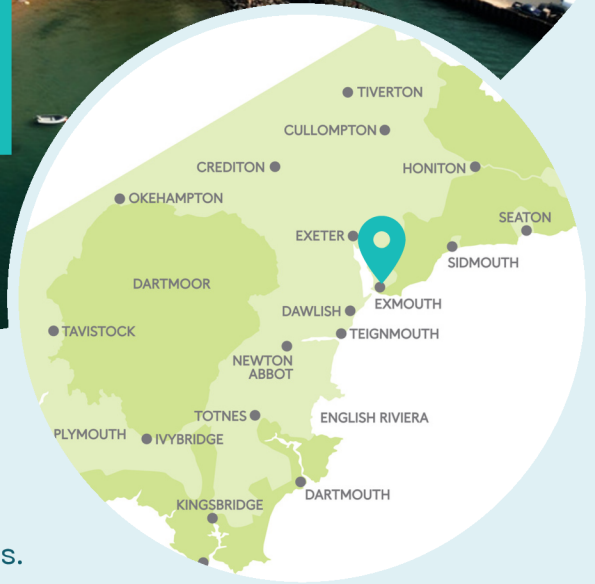 TIVERTON
CULLOMPTON
CREDITON
HONITON
OKEHAMPTON
SEATON
EXETER
SIDMOUTH
DARTMOOR
EXMOUTH
DAWLISH
TAVISTOCK
TEIGNMOUTH
NEWTON
ABBOT
TOTNES
ENGLISH RIVIERA
PLYMOUTH
IVYBRIDGE
DARTMOUTH
KINGSBRIDGE
s.